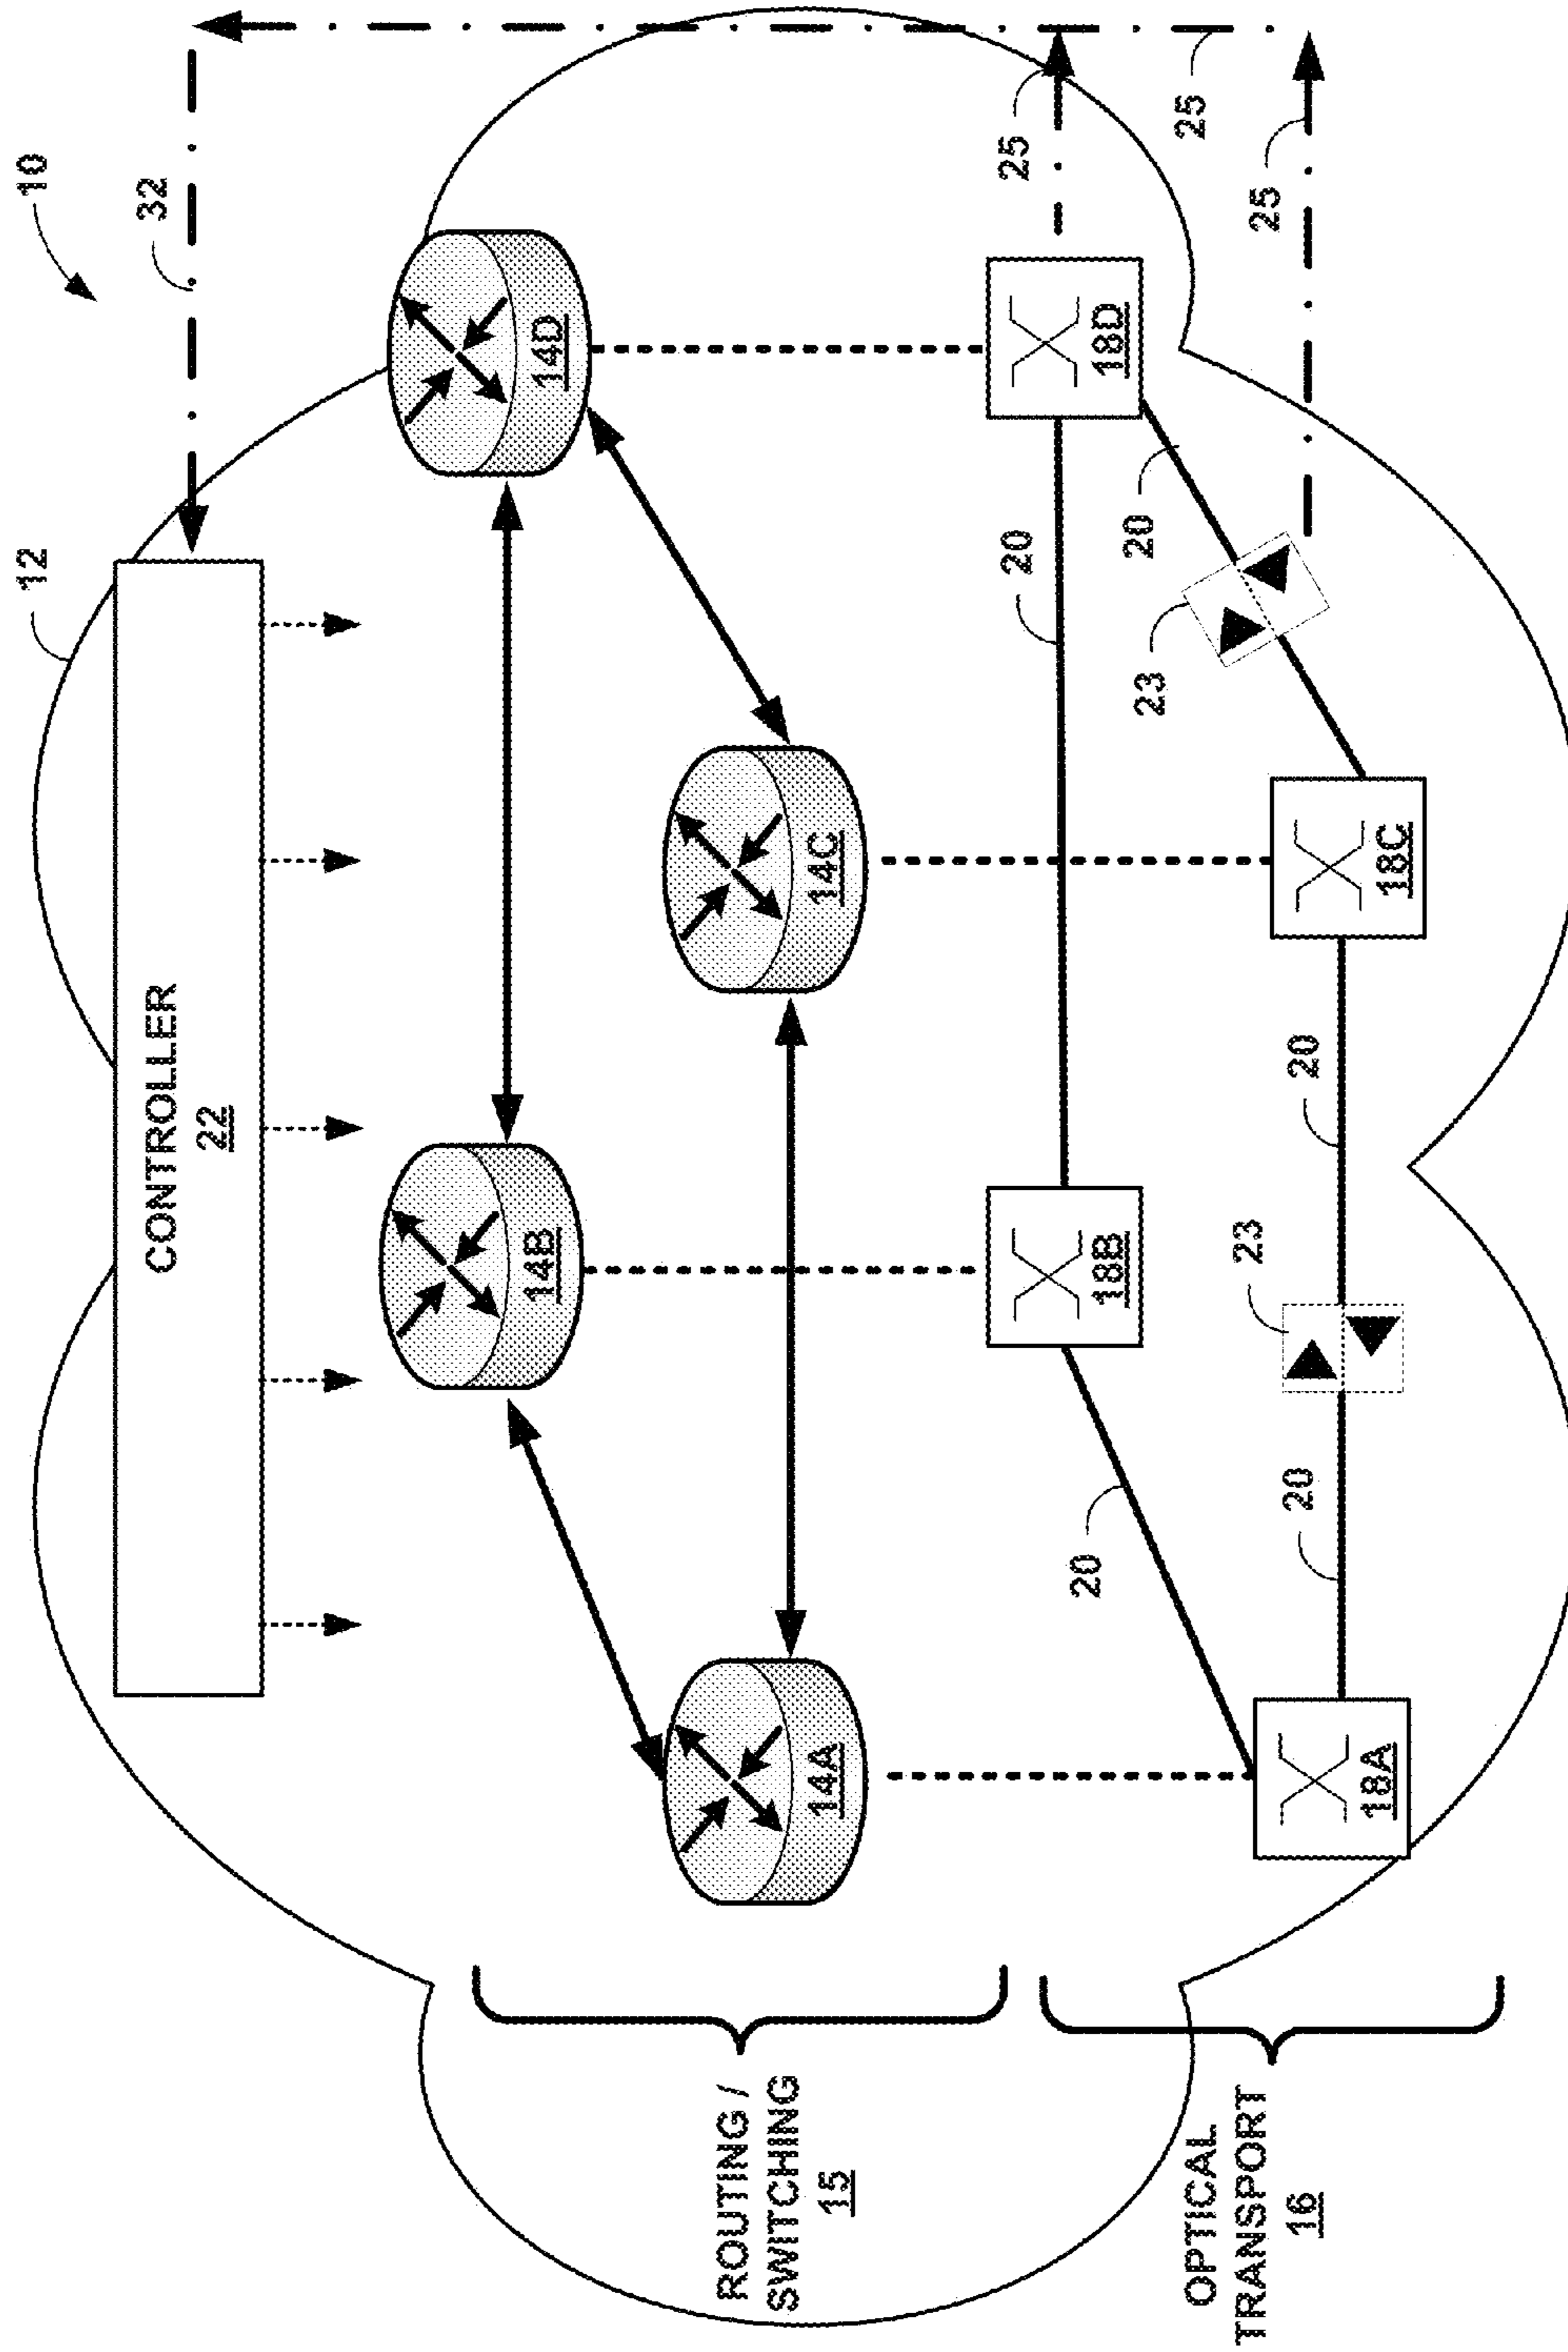 10
12
32
CONTROLLER
22
14B
14D
ROUTING /
SWITCHING
15
14A
14C
20
25
18B
18D
20
20
23
25
OPTICAL
TRANSPORT
16
23
25
20
20
18A
18C